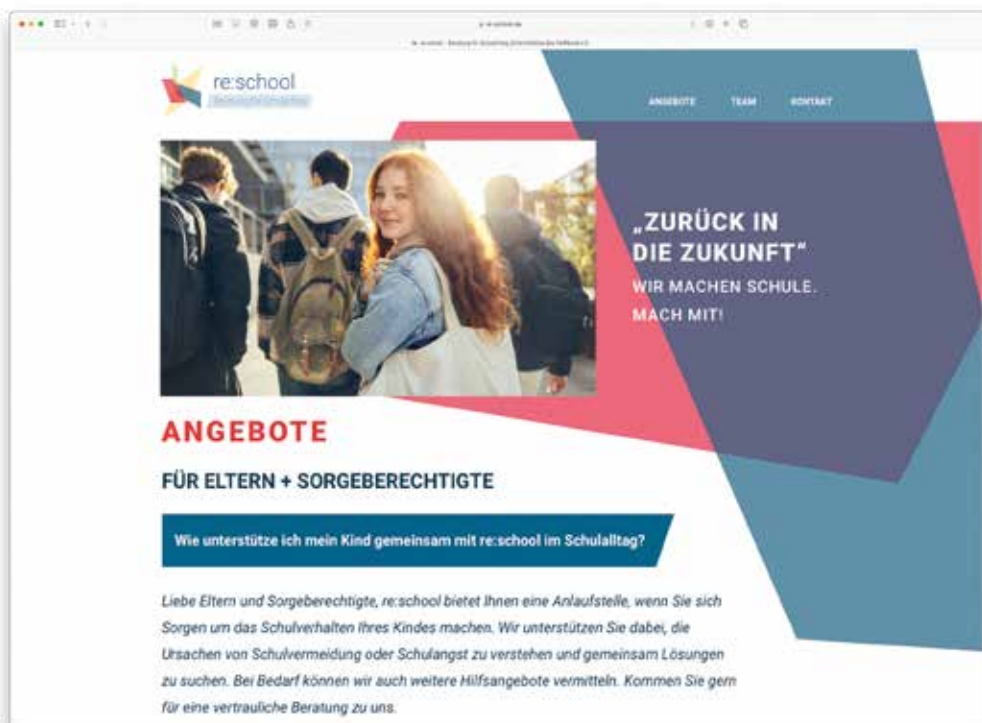 re:school
ANGEBOTE TEAM KONTAKT
„ZURÜCK IN
DIE ZUKUNFT“
WIR MACHEN SCHULE.
MACH MIT!
ANGEBOTE
FÜR ELTERN + SORGEBERECHTIGTE
Wie unterstütze ich mein Kind gemeinsam mit re:school im Schulalltag?
Liebe Eltern und Sorgeberechtigte, re:school bietet Ihnen eine Anlaufstelle, wenn Sie sich
Sorgen um das Schulverhalten Ihres Kindes machen. Wir unterstützen Sie dabei, die
Ursachen von Schulvermeidung oder Schulangst zu verstehen und gemeinsam Lösungen
zu suchen. Bei Bedarf können wir auch weitere Hilfsangebote vermitteln. Kommen Sie gern
für eine vertrauliche Beratung zu uns.